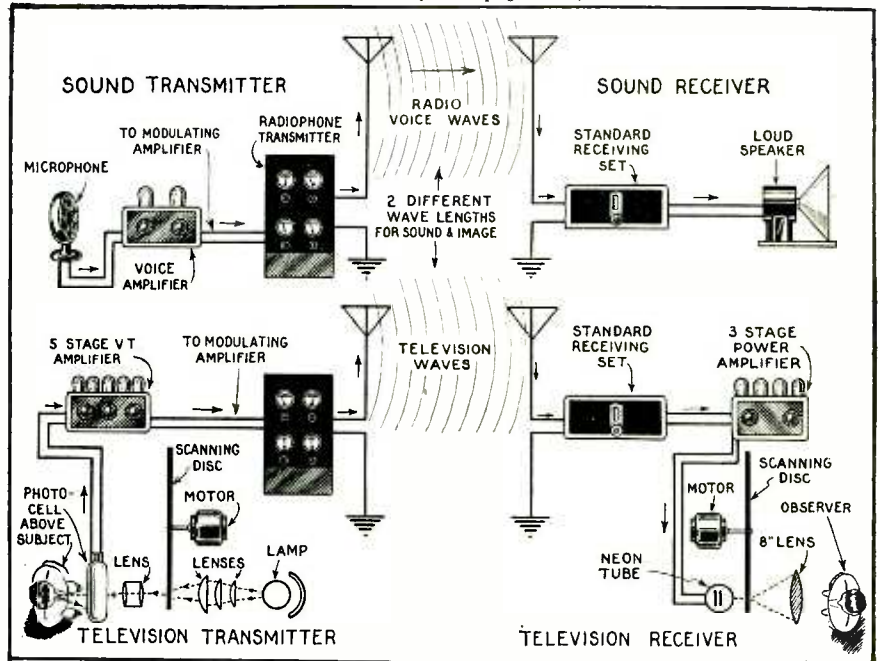 SOUND TRANSMITTER
SOUND RECEIVER
RADIO
VOICE WAVES
TO MODULATING
AMPLIFIER
RADIOPHONE
TRANSMITTER
MICROPHONE
VOICE
AMPLIFIER
2 DIFFERENT
WAVE LENGTHS
FOR SOUND & IMAGE
STANDARD
RECEIVING
SET
LOUD
SPEAKER
5 STAGE V T
AMPLIFIER
TO MODULATING
AMPLIFIER
TELEVISION
WAVES
STANDARD
RECEIVING
SET
3 STAGE
POWER
AMPLIFIER
SCANNING
DISC
MOTOR
PHOTO-
CELL
ABOVE
SUBJECT
LENS
LENSES
LAMP
TELEVISION TRANSMITTER
SCANNING
DISC
MOTOR
OBSERVER
NEON
TUBE
8" LENS
TELEVISION RECEIVER